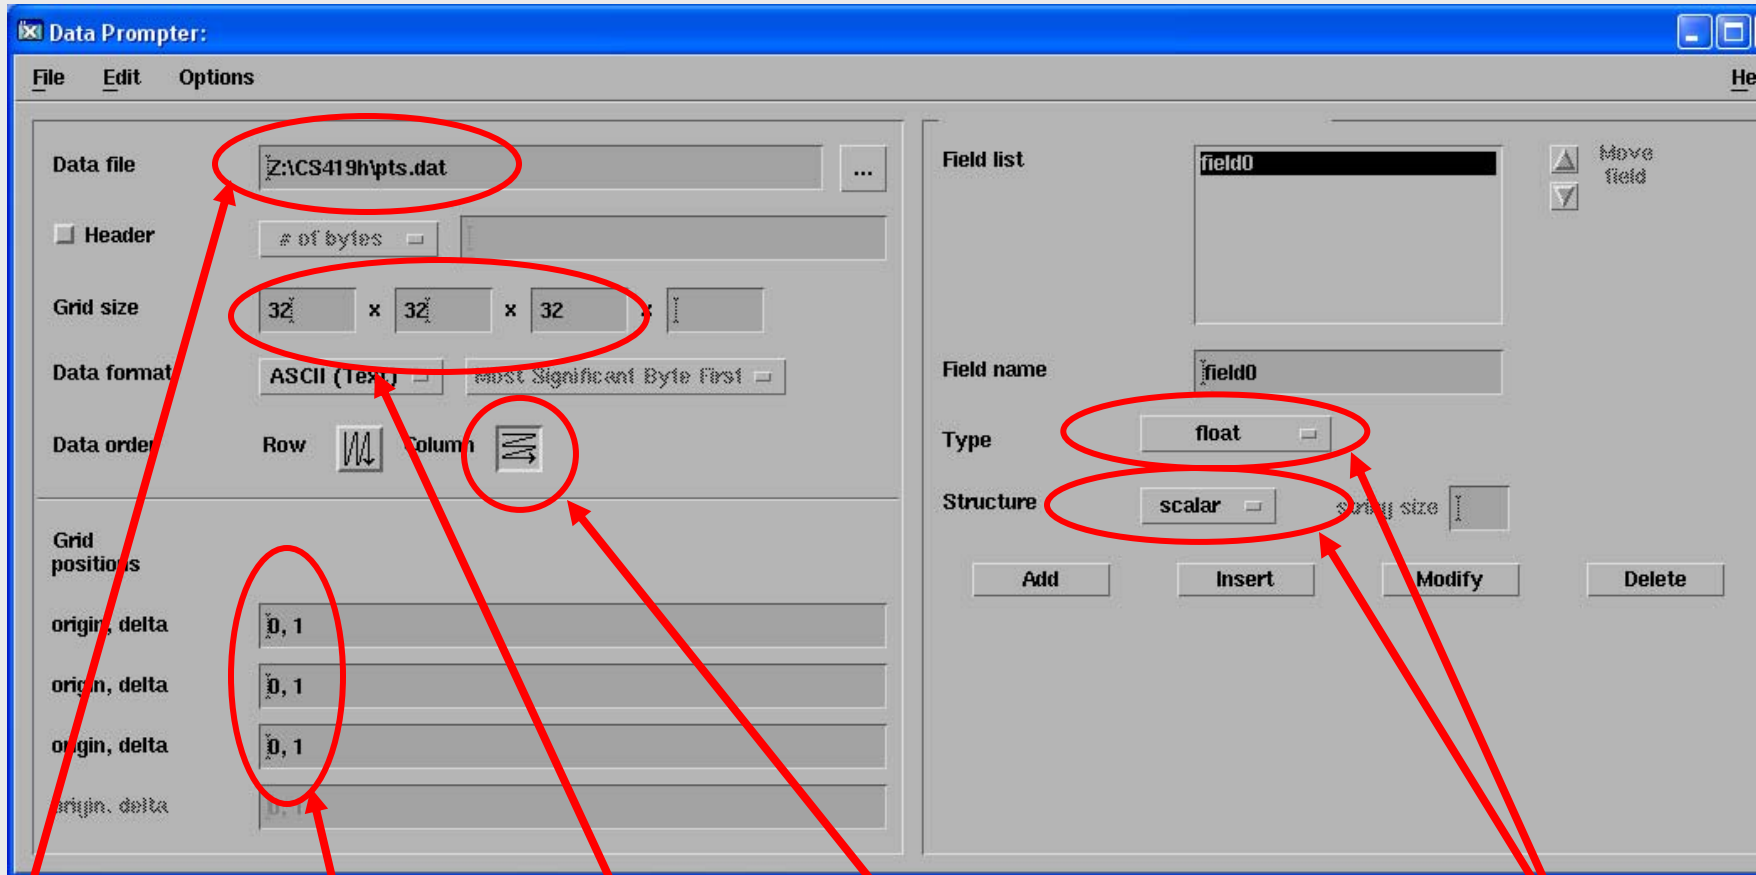 Data Prompter:
File Edit Options
He
Data file Z:\CS419h\pts.dat ...
Header # of bytes
Grid size 32 x 32 x 32 x
Data format ASCII (Text) Most Significant Byte First
Data order Row Column
Grid
positions
origin, delta 0, 1
origin, delta 0, 1
origin, delta 0, 1
origin, delta 0, 1
Field list field0
Move
field
Field name field0
Type float
Structure scalar string size
Add Insert Modify Delete